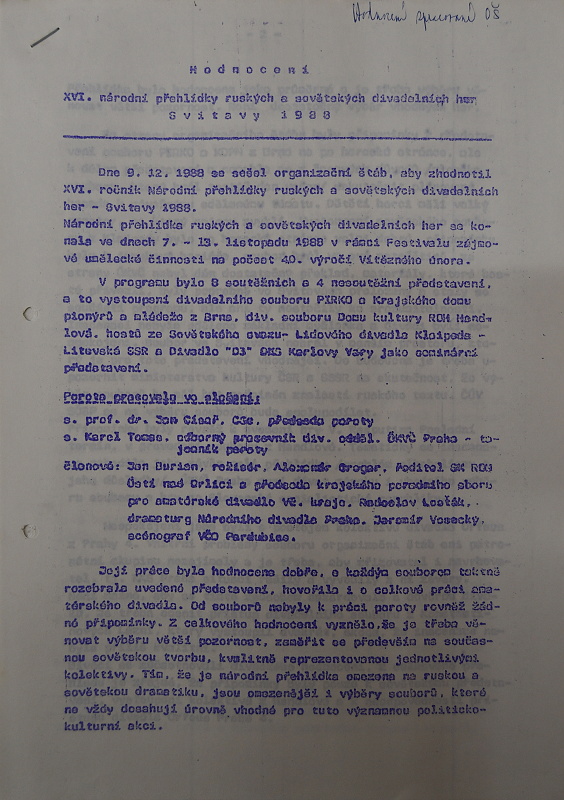 Hodnocení zpracování OŠ
Hodnocení
XVI. národní přehlídky ruských a sovětských divadelních her
Svitavy 1988
Dne 9. 12. 1988 se sešel organizační štáb, aby zhodnotil
XVI. ročník Národní přehlídky ruských a sovětských divadelních
her - Svitavy 1988.
Národní přehlídka ruských a sovětských divadelních her se ko-
nala ve dnech 7. - 13. listopadu 1988 v rámci Festivalu zájmo-
vé umělecké činnosti na počest 40. výročí Vítězného února.
V programu bylo 8 soutěžních a 4 nesoutěžní představení,
a to vystoupení divadelního souboru PIRKO a Krajského domu
pionýrů a mládeže z Brna, div. souboru Domu kultury ROH Hand-
lová, hostů ze Sovětského svazu- Lidového divadla Klaipeda -
Litevská SSR a Divadlo "D3" OKS Karlovy Vary jako seminární
představení.
Porota pracovala ve složení:
s. prof. dr. Jan Císař, CSc. předseda poroty
s. Karel Tomas, odborný pracovník div. odděl. ÚKVČ Praha - ta-
jemník poroty
členové: Jan Burian, režisér, Alexandr Gregar, ředitel SK ROH
Ústí nad Orlicí a předseda krajského poradního sboru
pro amatérské divadlo Vč. kraje, Radoslav Lošťák,
dramaturg Národního divadla Praha, Jaromír Vosecký,
scénograf VČD Pardubice.
Její práce byla hodnocena dobře, s každým souborem taktně
rozebrala uvedené představení, hovořila i o celkové práci ama-
térského divadla. Od souborů nebyly k práci poroty rovněž žád-
né připomínky. Z celkového hodnocení vyznělo,že je třeba vě-
novat výběru větší pozornost, zaměřit se především na součas-
nou sovětskou tvorbu, kvalitně reprezentovanou jednotlivými
kolektivy. Tím, že je národní přehlídka omezena na ruskou a
sovětskou dramatiku, jsou omezenější i výběry souborů, které
ne vždy dosahují úrovně vhodné pro tuto významnou politicko-
kulturní akci.